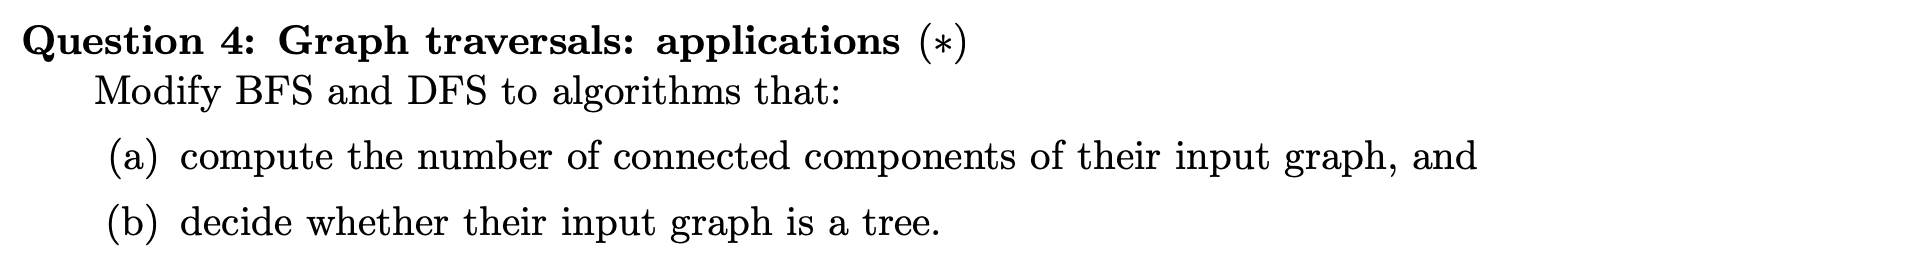 Question 4: Graph traversals: applications (∗)
Modify BFS and DFS to algorithms that:
(a) compute the number of connected components of their input graph, and
(b) decide whether their input graph is a tree.